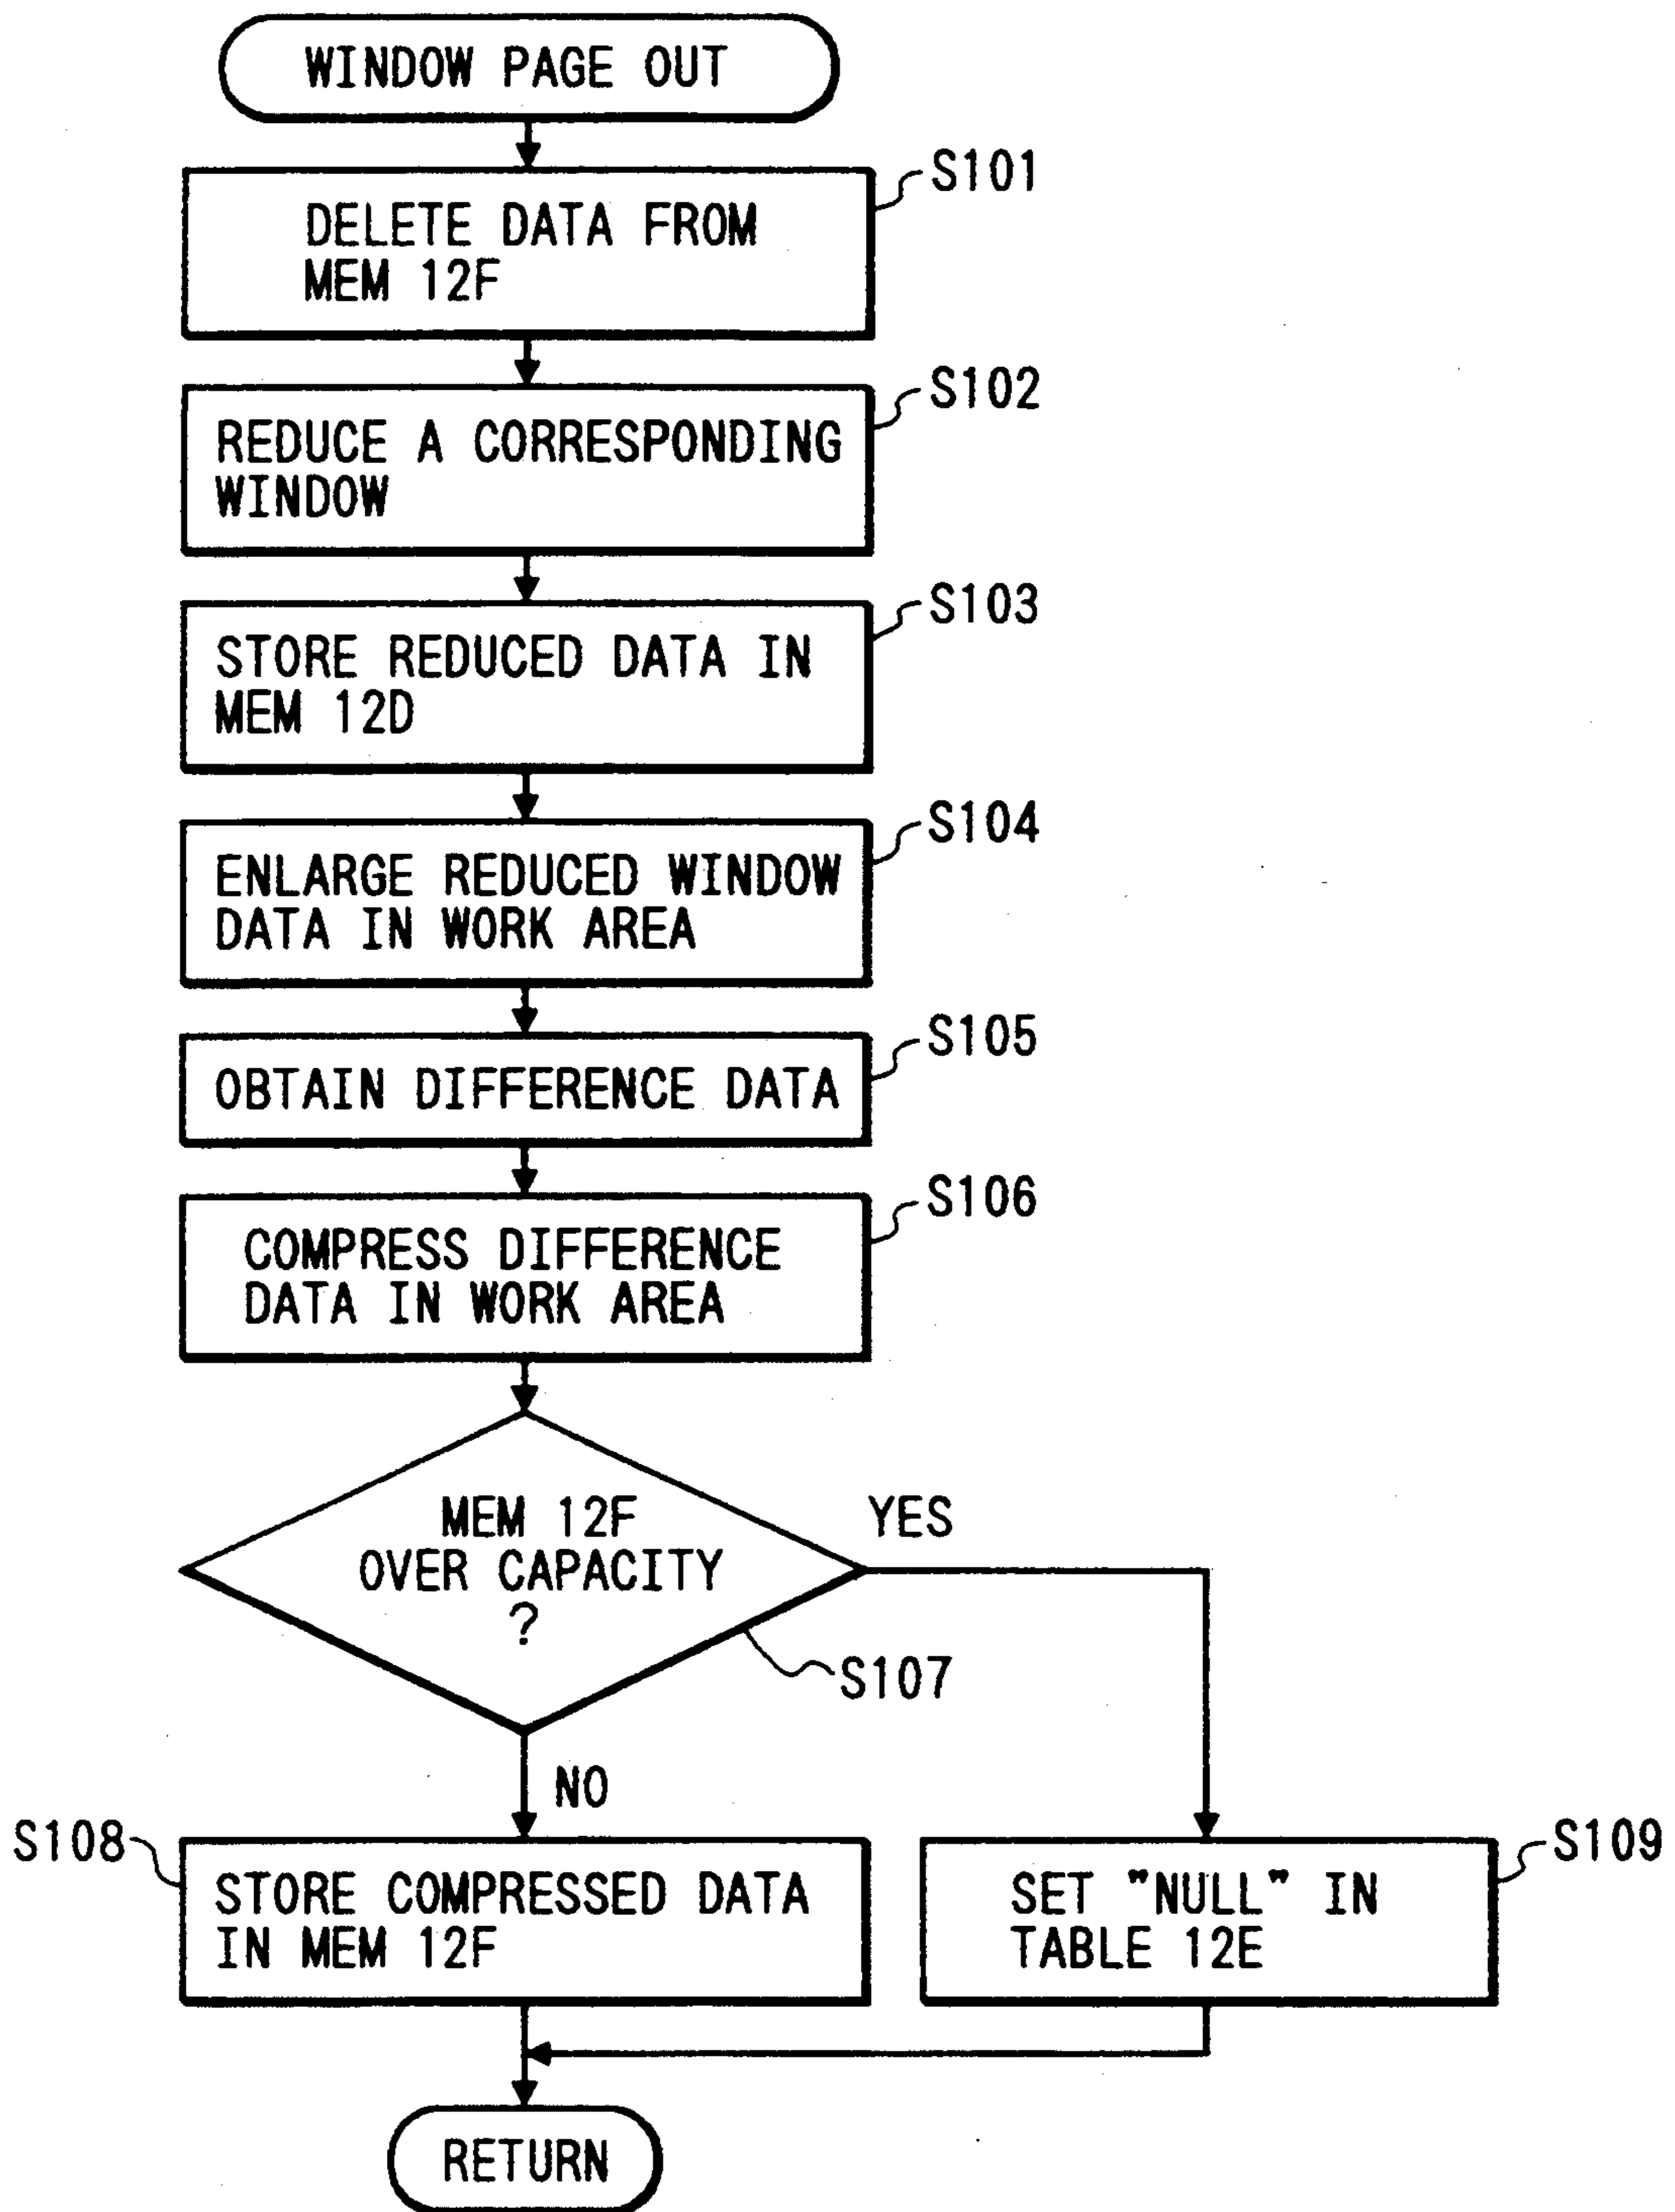 WINDOW PAGE OUT
S101
DELETE DATA FROM
MEM 12F
S102
REDUCE A CORRESPONDING
WINDOW
S103
STORE REDUCED DATA IN
MEM 12D
S104
ENLARGE REDUCED WINDOW
DATA IN WORK AREA
S105
OBTAIN DIFFERENCE DATA
S106
COMPRESS DIFFERENCE
DATA IN WORK AREA
MEM 12F
OVER CAPACITY
?
YES
S107
NO
S108
STORE COMPRESSED DATA
IN MEM 12F
S109
SET "NULL" IN
TABLE 12E
RETURN